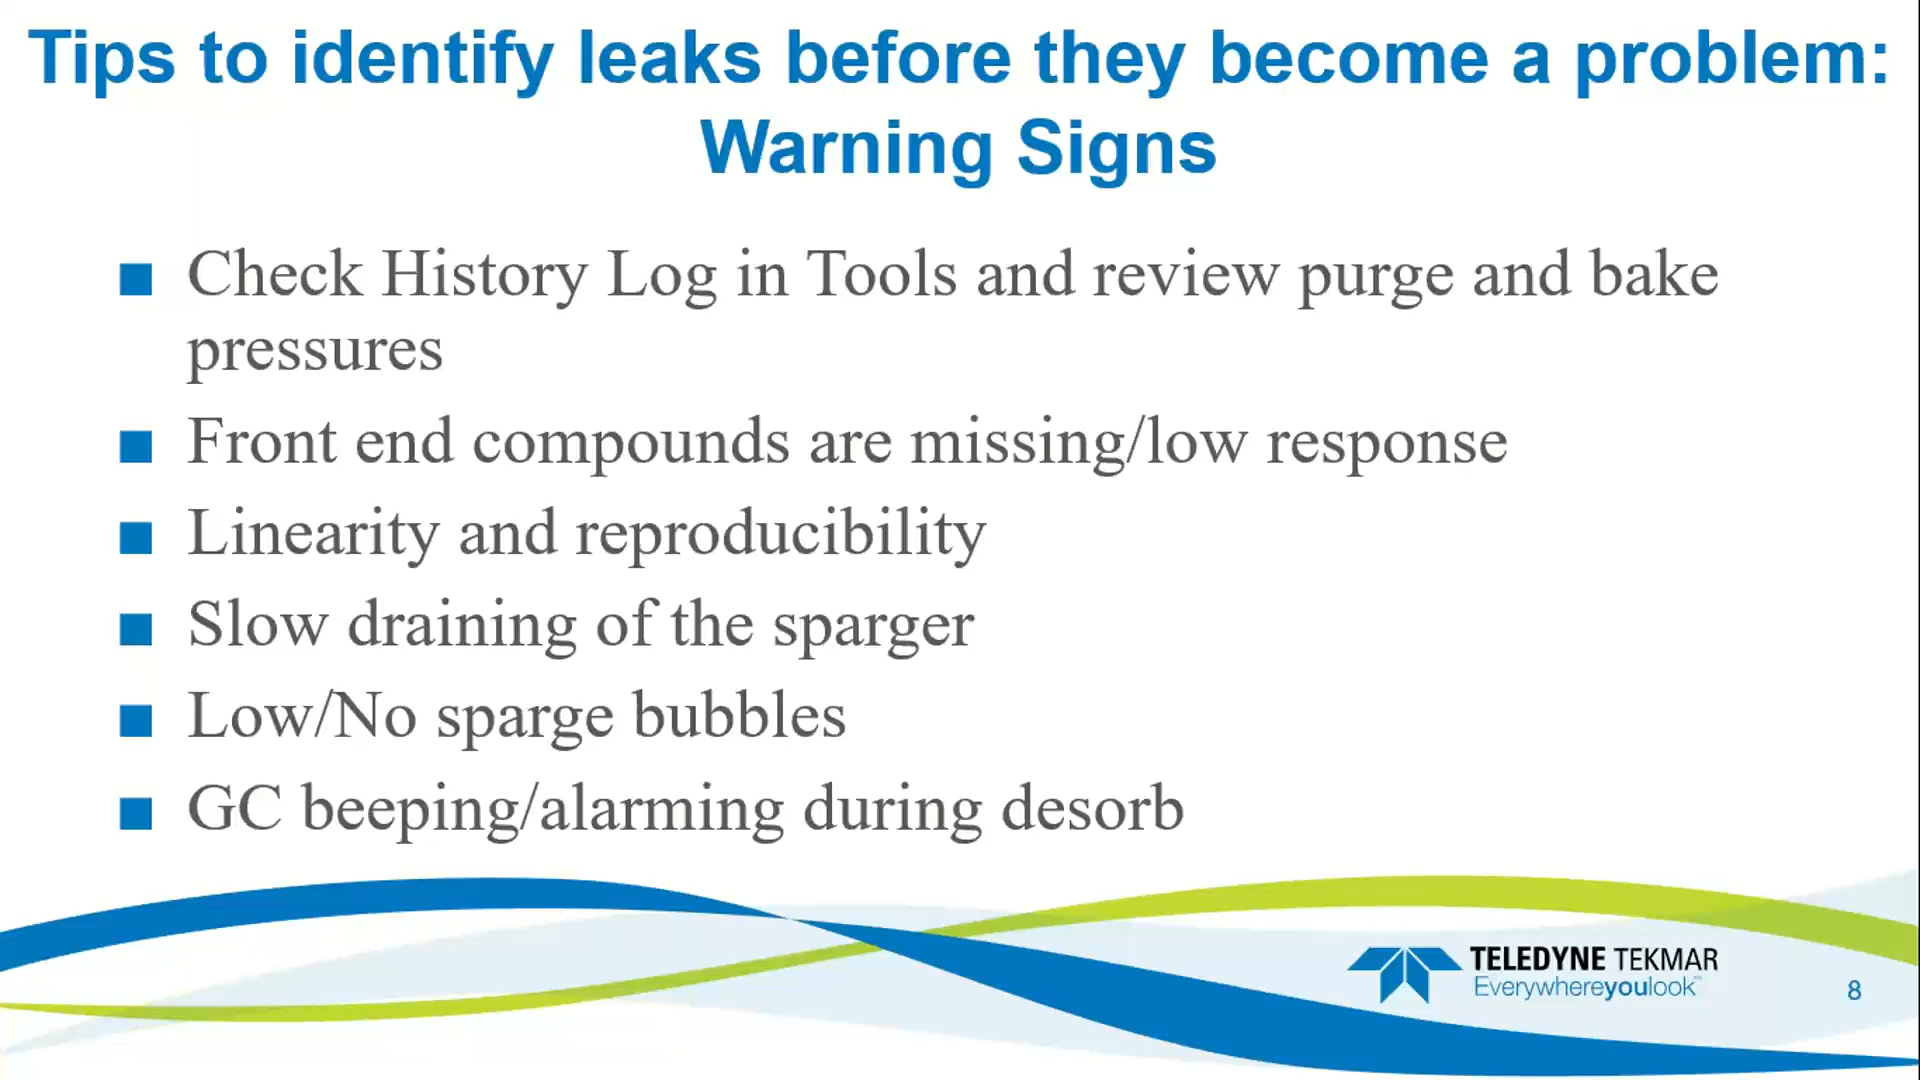 Tips to identify leaks before they become a problem:
Warning Signs
Check History Log in Tools and review purge and bake
pressures
Front end compounds are missing/low response
Linearity and reproducibility
Slow draining of the sparger
Low/No sparge bubbles
GC beeping/alarming during desorb
TELEDYNE TEKMAR
Everywhereyoulook™
8